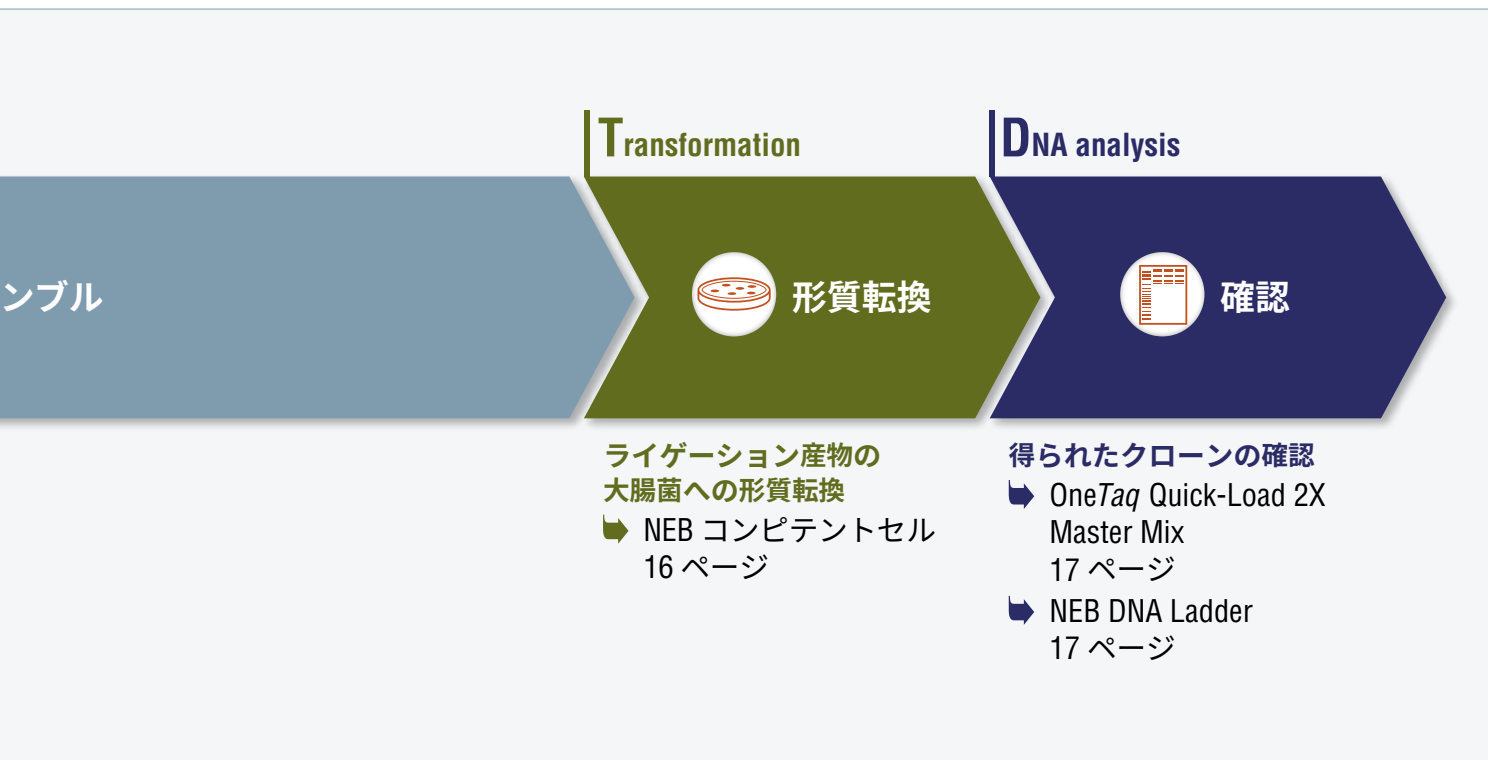 Transformation
DNA analysis
ンブル
形質転換
確認
ライゲーション産物の
大腸菌への形質転換
NEB コンピテントセル
16 ページ
得られたクローンの確認
OneTaq Quick-Load 2X
Master Mix
17 ページ
NEB DNA Ladder
17 ページ